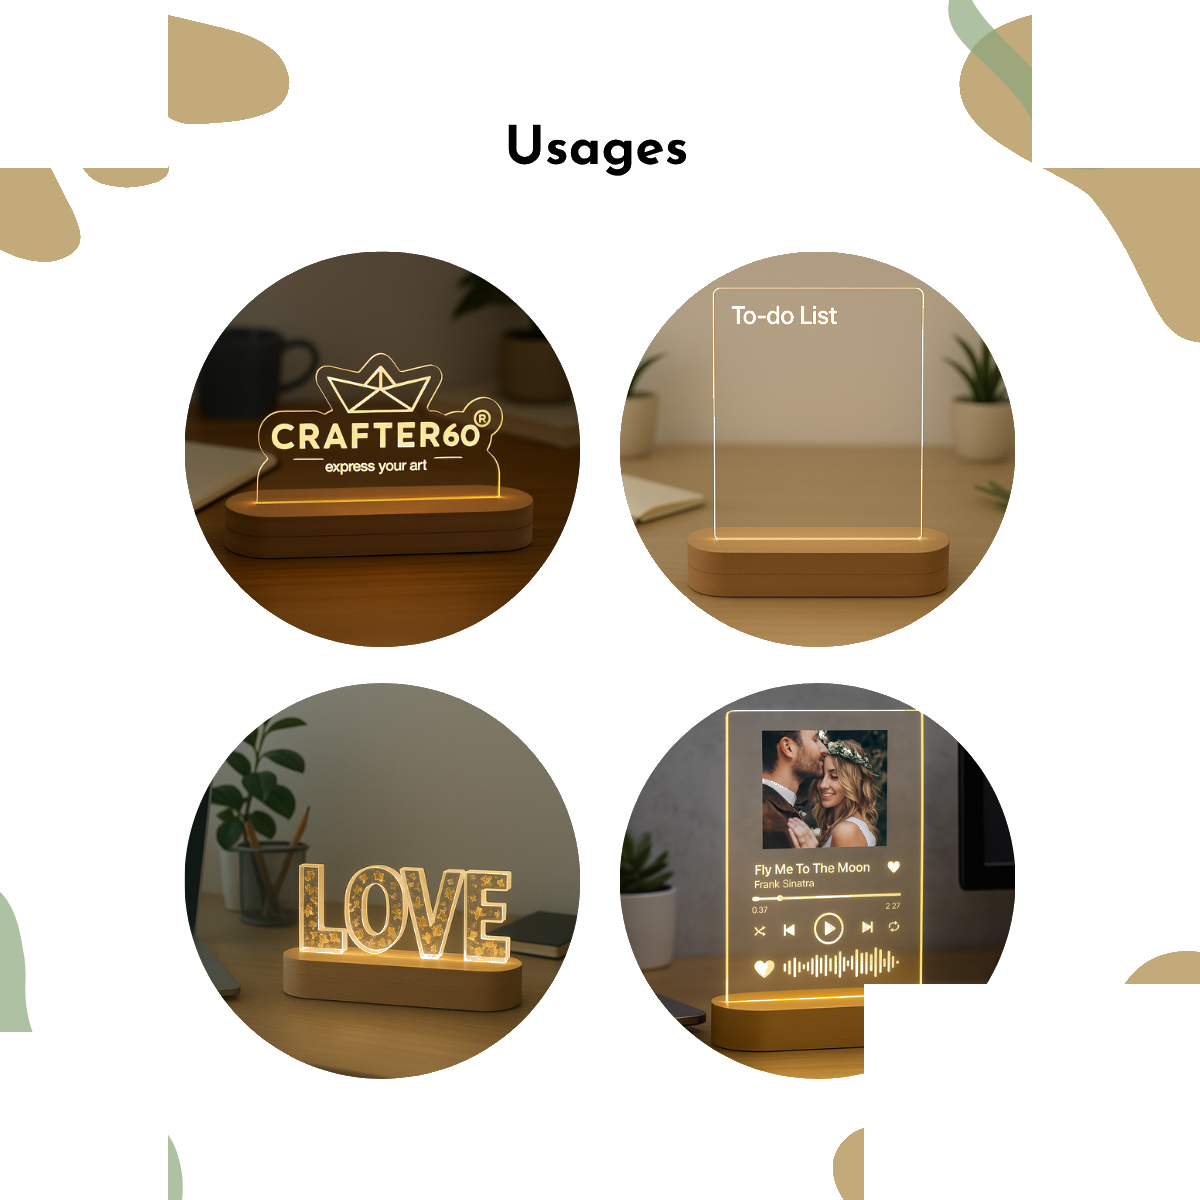 Usages
CRAFTER60®
express your art
To-do List
LOVE
Fly Me To The Moon
Frank Sinatra
0.37
2 27